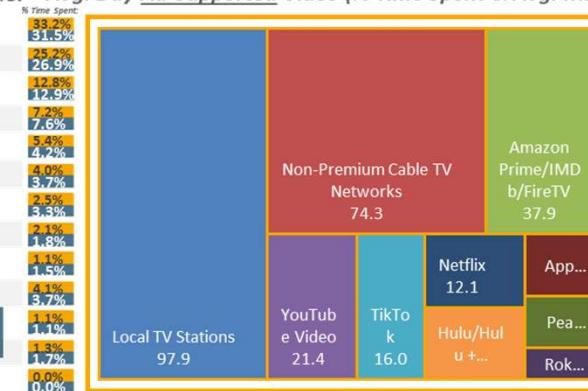 % Time Spent:
33.2%
31.5%
25.2%
26.9%
12.8%
12.9%
7.2%
7.6%
5.4%
4.2%
4.0%
3.7%
2.5%
3.3%
2.1%
1.8%
1.1%
1.5%
4.1%
3.7%
1.1%
1.1%
1.3%
1.7%
0.0%
0.0%
Local TV Stations
97.9
Non-Premium Cable TV
Networks
74.3
Amazon
Prime/IMD
b/FireTV
37.9
YouTub
e Video
21.4
TikTo
k
16.0
Netflix
12.1
Hulu/Hul
u +...
App...
Pea...
Rok...